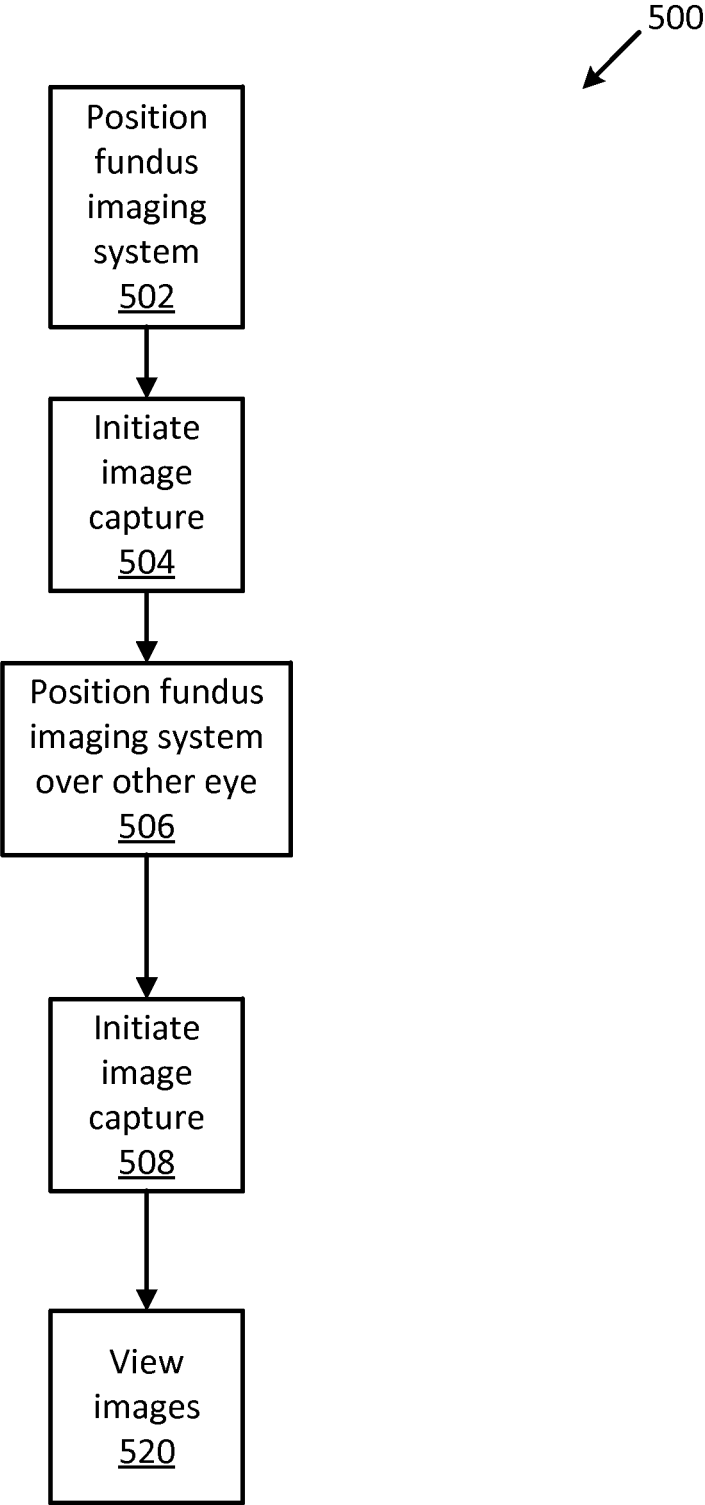 500
Position
fundus
imaging
system
502
Initiate
image
capture
504
Position fundus
imaging system
over other eye
506
Initiate
image
capture
508
View
images
520